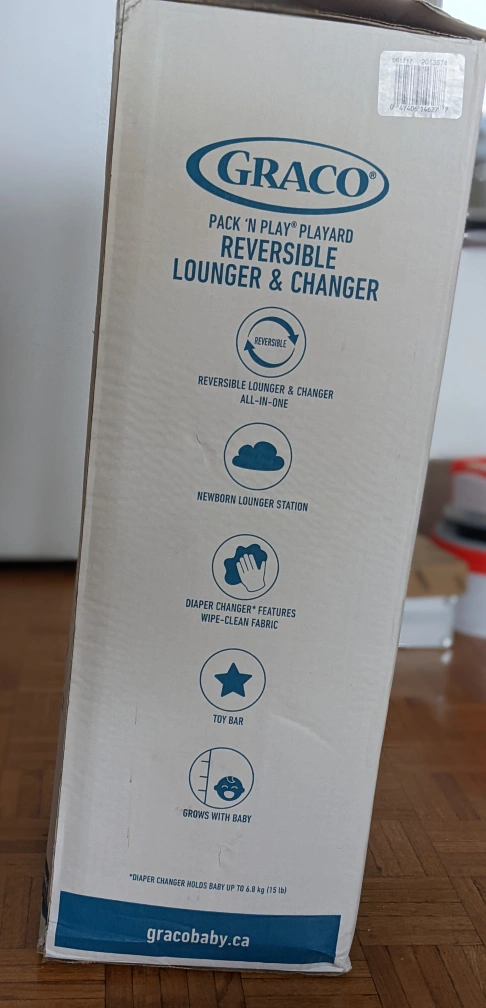 GRACO®
PACK 'N PLAY® PLAYARD
REVERSIBLE
LOUNGER & CHANGER
REVERSIBLE
REVERSIBLE LOUNGER & CHANGER
ALL-IN-ONE
NEWBORN LOUNGER STATION
DIAPER CHANGER* FEATURES
WIPE-CLEAN FABRIC
TOY BAR
GROWS WITH BABY
*DIAPER CHANGER HOLDS BABY UP TO 6.8 kg (15 lb)
gracobaby.ca